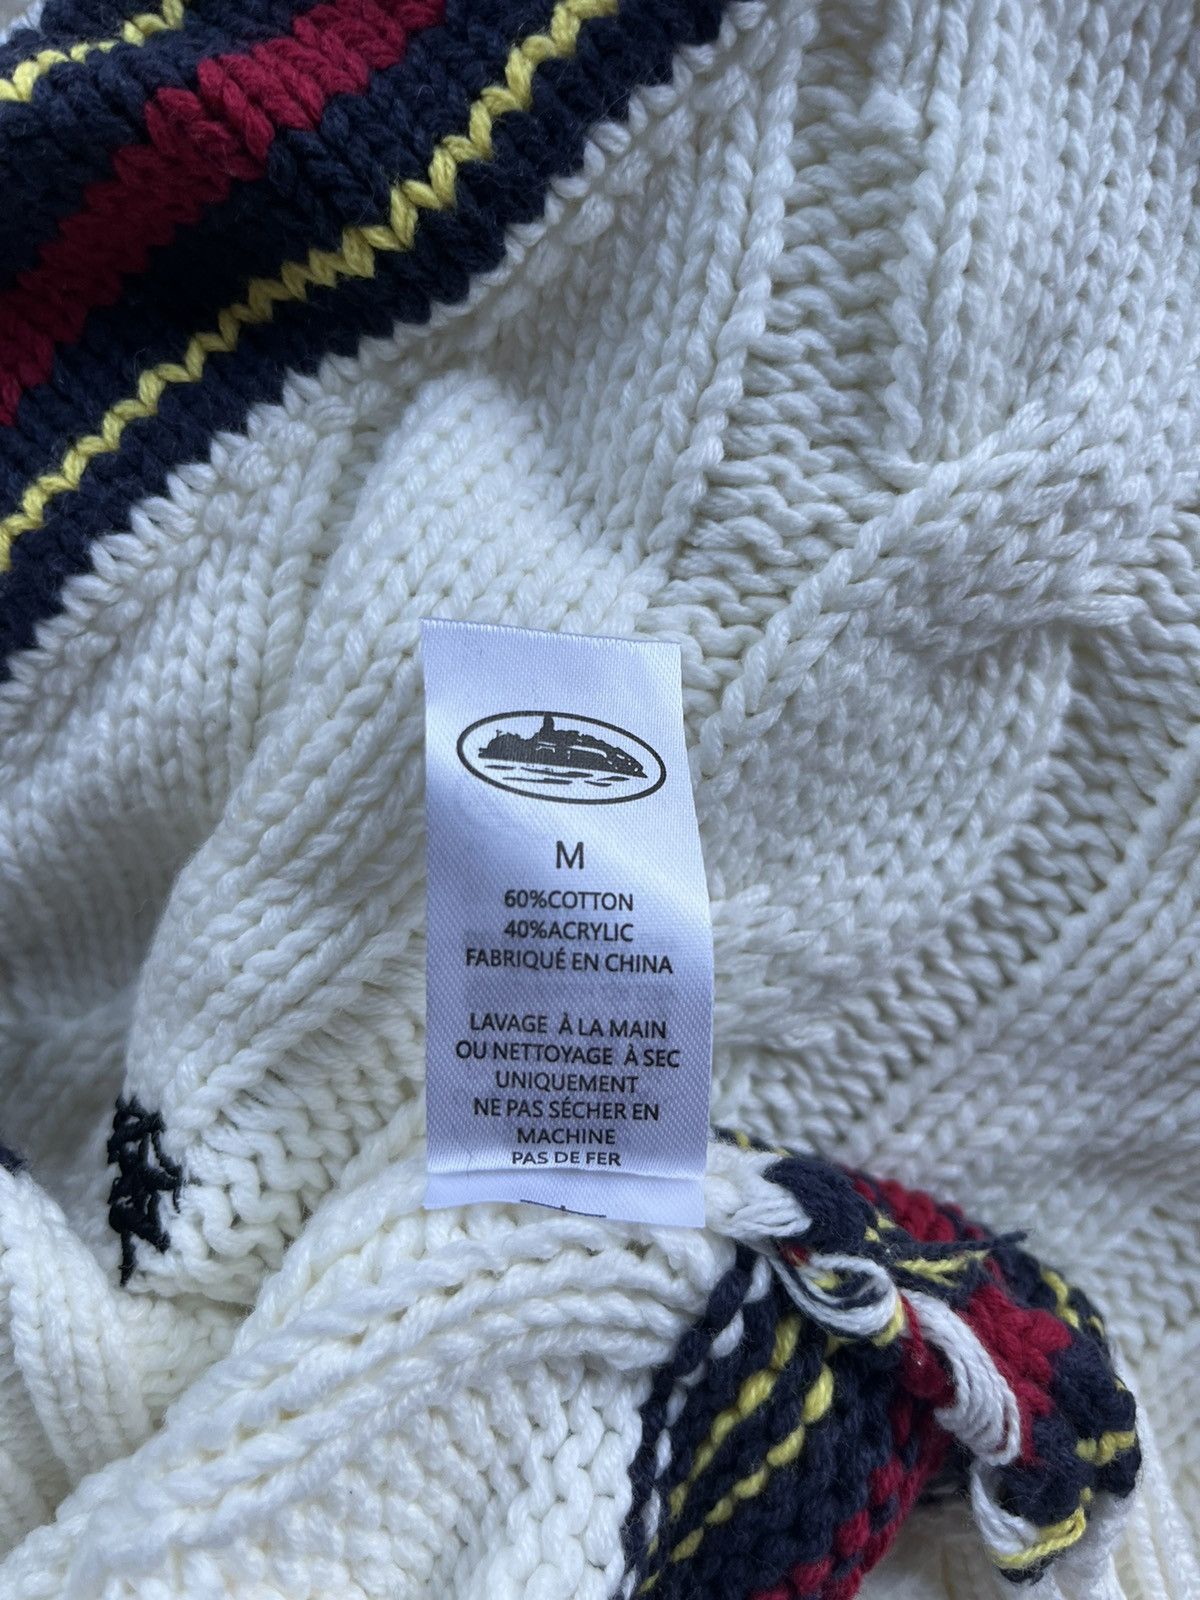 M
60%COTTON
40%ACRYLIC
FABRIQUÉ EN CHINA
LAVAGE À LA MAIN
OU NETTOYAGE À SEC
UNIQUEMENT
NE PAS SÉCHER EN
MACHINE
PAS DE FER